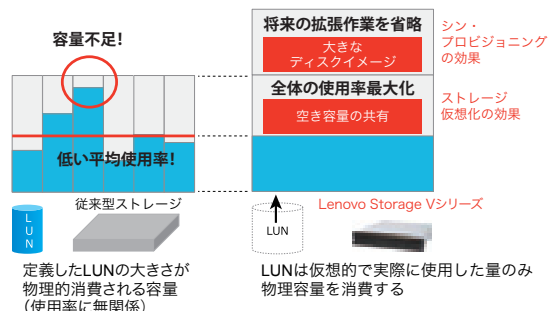 容量不足!
低い平均使用率!
LUN
従来型ストレージ
定義したLUNの大きさが
物理的消費される容量
(使用率に無関係)
将来の拡張作業を省略
大きな
ディスクイメージ
シン・
プロビジョニング
の効果
全体の使用率最大化
空き容量の共有
ストレージ
仮想化の効果
LUN
Lenovo Storage Vシリーズ
LUNは仮想的で実際に使用した量のみ
物理容量を消費する